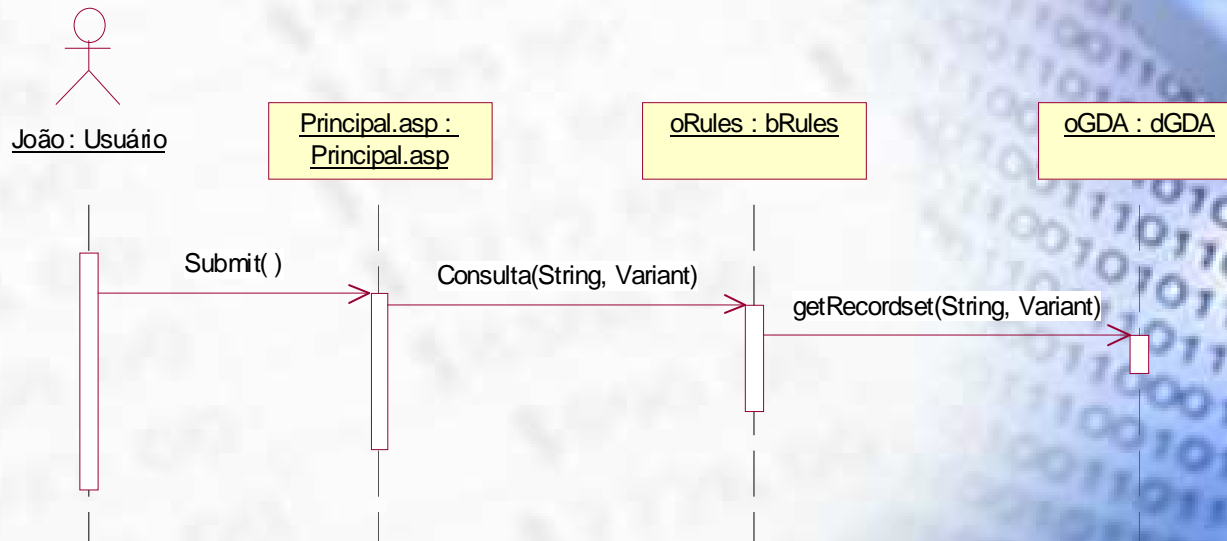 João : Usuário
Principal.asp :
Principal.asp
oRules : bRules
oGDA : dGDA
Submit( )
Consulta(String, Variant)
getRecordset(String, Variant)